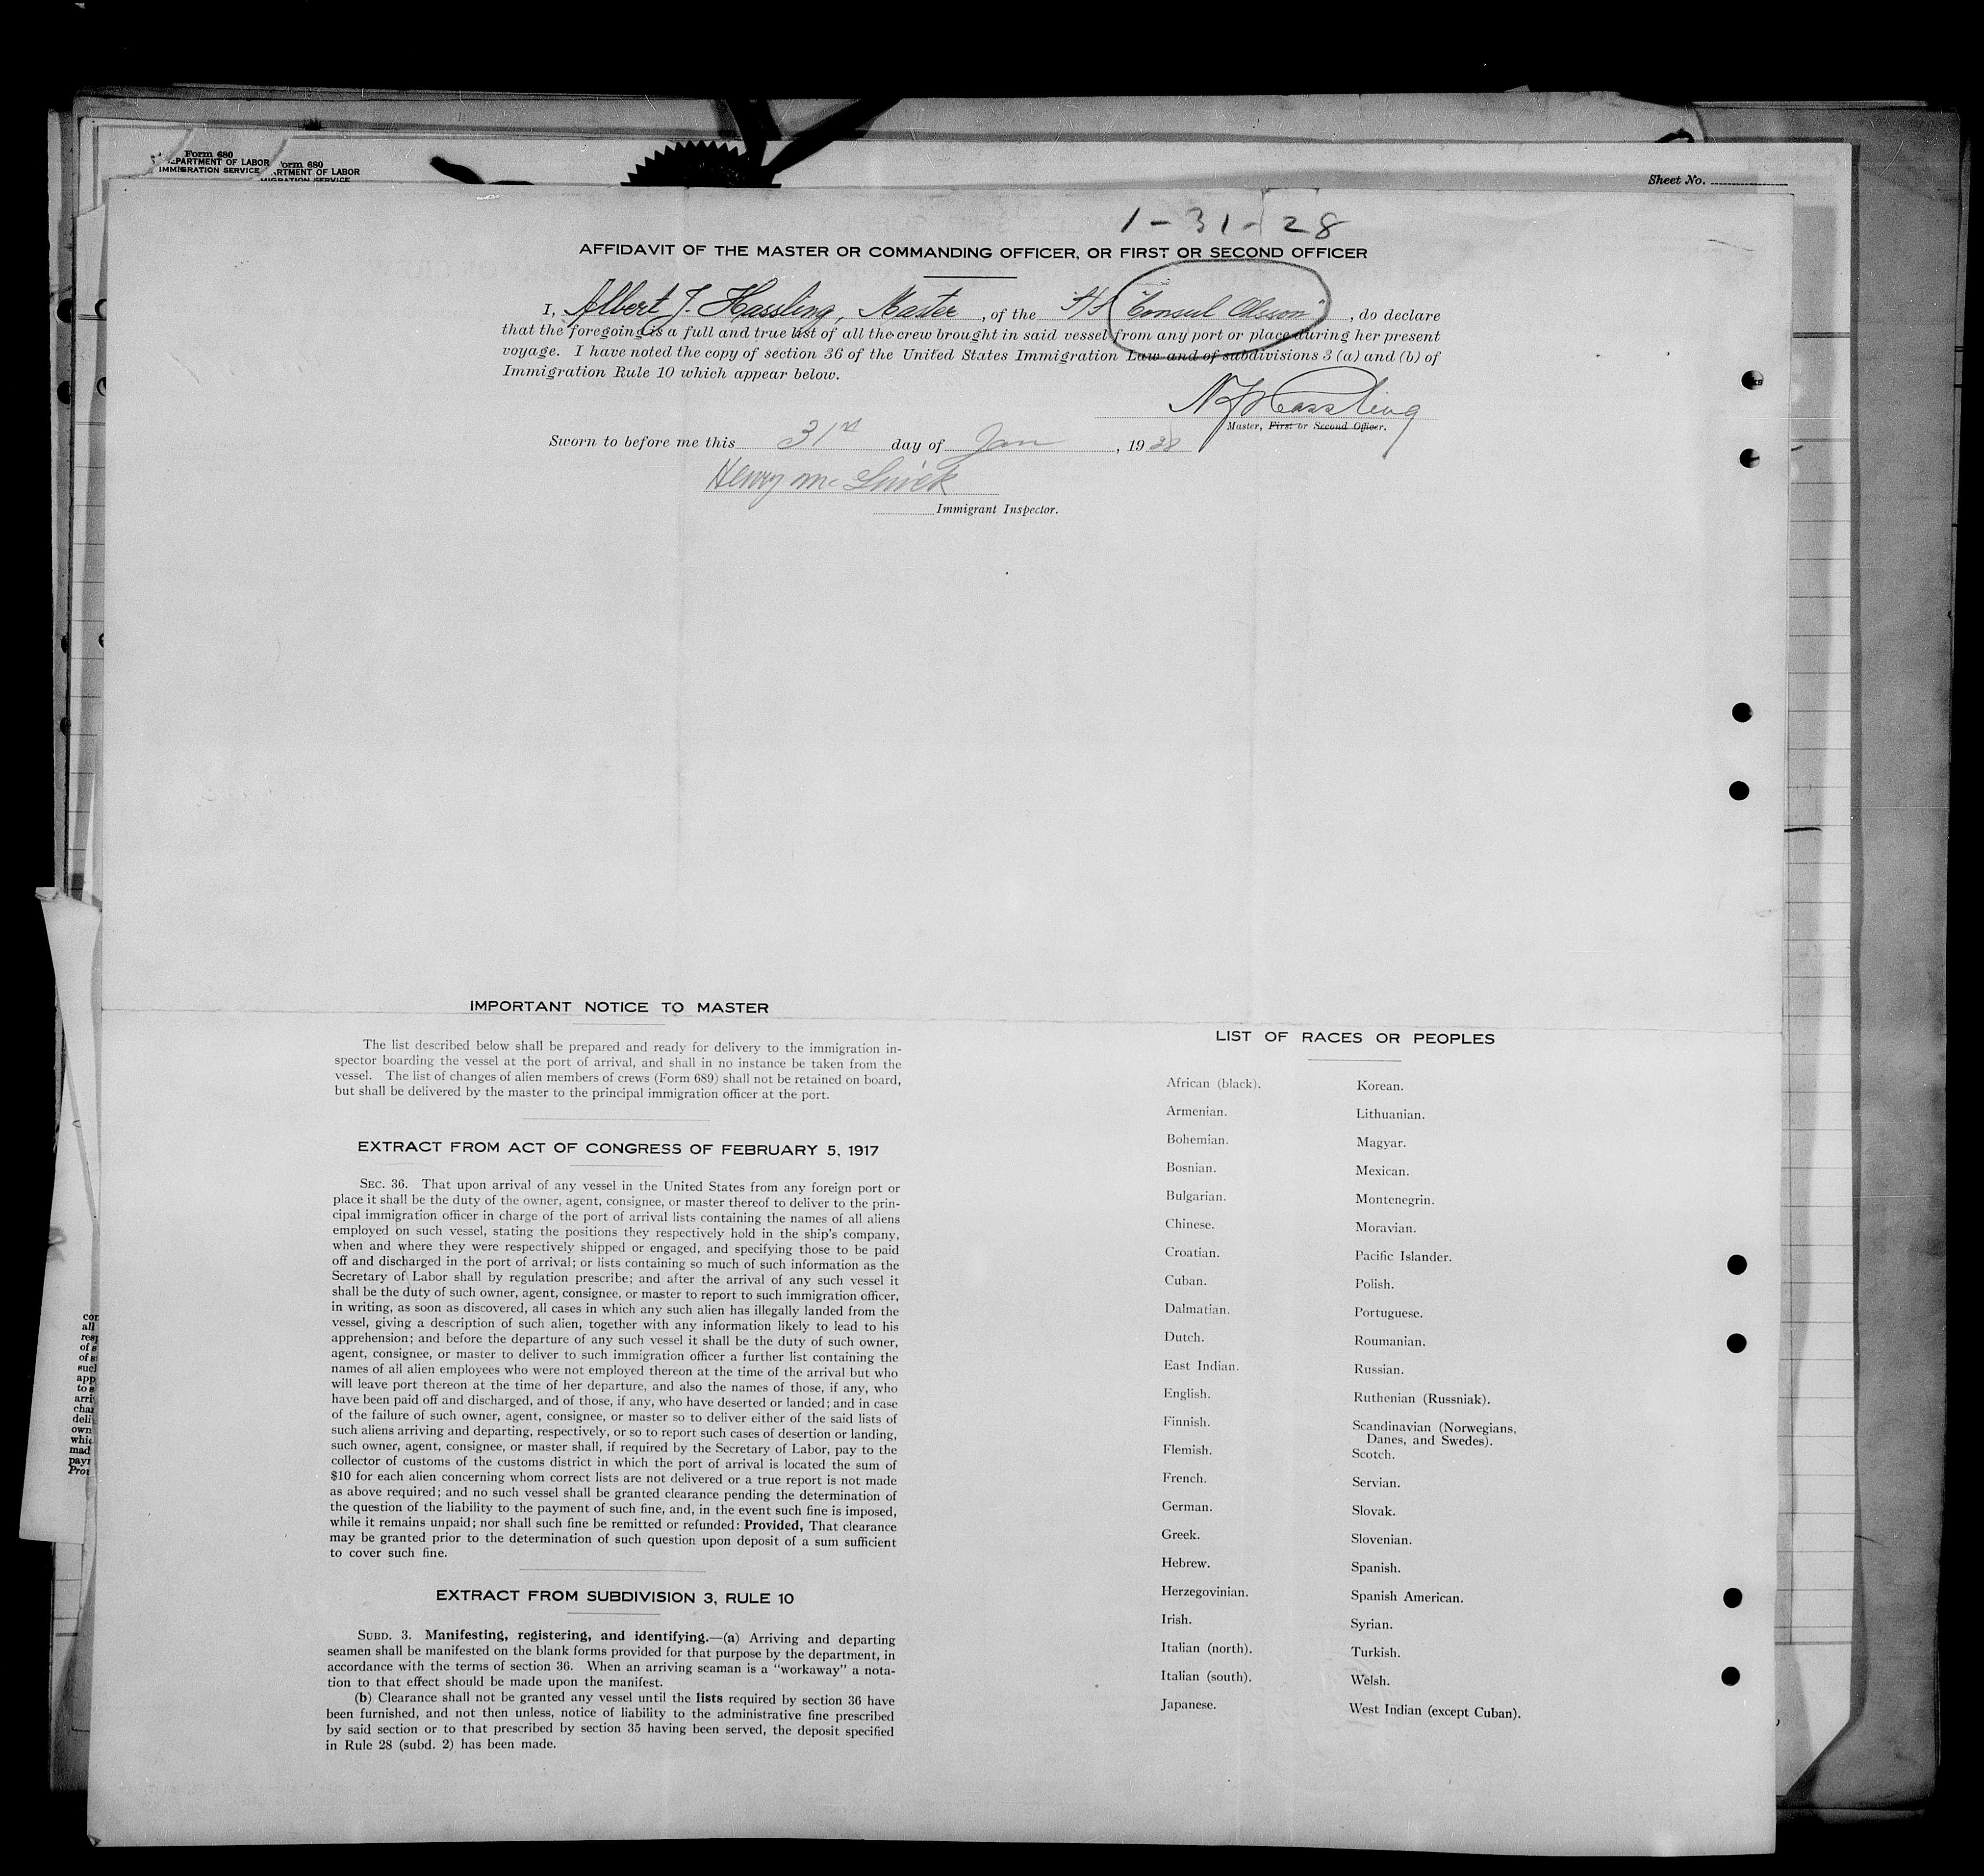 Form 680
DEPARTMENT OF LABOR
IMMIGRATION SERVICE
Form 680
RTMENT OF LABOR
MIGRATION SERVICE
Sheet No.
1-31-28
AFFIDAVIT OF THE MASTER OR COMMANDING OFFICER, OR FIRST OR SECOND OFFICER
I, Albert J. Hassling, Master, of the S/S "Consul Olsson", do declare
that the foregoing is a full and true list of all the crew brought in said vessel from any port or place during her present
voyage. I have noted the copy of section 36 of the United States Immigration Law and of subdivisions 3 (a) and (b) of
Immigration Rule 10 which appear below.
Hassling
Master, First or Second Officer.
Sworn to before me this 31st day of Jan, 1928
Henry Mc
Immigrant Inspector.
IMPORTANT NOTICE TO MASTER
The list described below shall be prepared and ready for delivery to the immigration in-
spector boarding the vessel at the port of arrival, and shall in no instance be taken from the
vessel. The list of changes of alien members of crews (Form 689) shall not be retained on board,
but shall be delivered by the master to the principal immigration officer at the port.
EXTRACT FROM ACT OF CONGRESS OF FEBRUARY 5, 1917
SEC. 36. That upon arrival of any vessel in the United States from any foreign port or
place it shall be the duty of the owner, agent, consignee, or master thereof to deliver to the prin-
cipal immigration officer in charge of the port of arrival lists containing the names of all aliens
employed on such vessel, stating the positions they respectively hold in the ship's company,
when and where they were respectively shipped or engaged, and specifying those to be paid
off and discharged in the port of arrival; or lists containing so much of such information as the
Secretary of Labor shall by regulation prescribe; and after the arrival of any such vessel it
shall be the duty of such owner, agent, consignee, or master to report to such immigration officer,
in writing, as soon as discovered, all cases in which any such alien has illegally landed from the
vessel, giving a description of such alien, together with any information likely to lead to his
apprehension; and before the departure of any such vessel it shall be the duty of such owner,
agent, consignee, or master to deliver to such immigration officer a further list containing the
names of all alien employees who were not employed thereon at the time of the arrival but who
will leave port thereon at the time of her departure, and also the names of those, if any, who
have been paid off and discharged, and of those, if any, who have deserted or landed; and in case
of the failure of such owner, agent, consignee, or master so to deliver either of the said lists of
such aliens arriving and departing, respectively, or so to report such cases of desertion or landing,
such owner, agent, consignee, or master shall, if required by the Secretary of Labor, pay to the
collector of customs of the customs district in which the port of arrival is located the sum of
$10 for each alien concerning whom correct lists are not delivered or a true report is not made
as above required; and no such vessel shall be granted clearance pending the determination of
the question of the liability to the payment of such fine, and, in the event such fine is imposed,
while it remains unpaid; nor shall such fine be remitted or refunded: Provided, That clearance
may be granted prior to the determination of such question upon deposit of a sum sufficient
to cover such fine.
EXTRACT FROM SUBDIVISION 3, RULE 10
SUBD. 3. Manifesting, registering, and identifying.—(a) Arriving and departing
seamen shall be manifested on the blank forms provided for that purpose by the department, in
accordance with the terms of section 36. When an arriving seaman is a "workaway" a nota-
tion to that effect should be made upon the manifest.
(b) Clearance shall not be granted any vessel until the lists required by section 36 have
been furnished, and not then unless, notice of liability to the administrative fine prescribed
by said section or to that prescribed by section 35 having been served, the deposit specified
in Rule 28 (subd. 2) has been made.
LIST OF RACES OR PEOPLES
African (black).
Armenian.
Bohemian.
Bosnian.
Bulgarian.
Chinese.
Croatian.
Cuban.
Dalmatian.
Dutch.
East Indian.
English.
Finnish.
Flemish.
French.
German.
Greek.
Hebrew.
Herzegovinian.
Irish.
Italian (north).
Italian (south).
Japanese.
Korean.
Lithuanian.
Magyar.
Mexican.
Montenegrin.
Moravian.
Pacific Islander.
Polish.
Portuguese.
Roumanian.
Russian.
Ruthenian (Russniak).
Scandinavian (Norwegians,
Danes, and Swedes).
Scotch.
Servian.
Slovak.
Slovenian.
Spanish.
Spanish American.
Syrian.
Turkish.
Welsh.
West Indian (except Cuban).